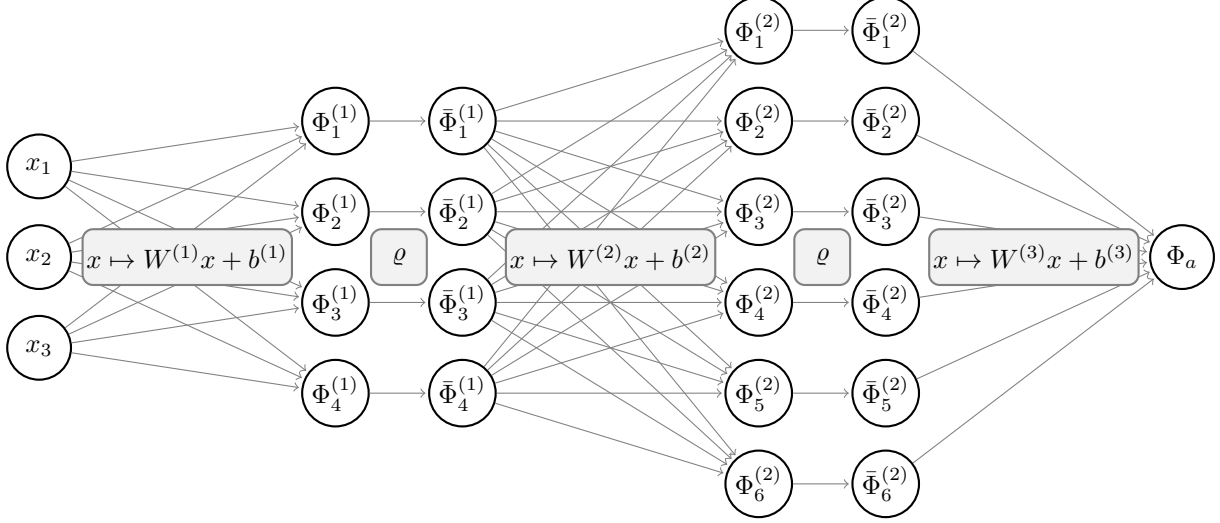 x_1
x_2
x_3
x ↦ W^{(1)}x + b^{(1)}
Φ_1^{(1)}
Φ_2^{(1)}
Φ_3^{(1)}
Φ_4^{(1)}
ϱ
Φ̄_1^{(1)}
Φ̄_2^{(1)}
Φ̄_3^{(1)}
Φ̄_4^{(1)}
x ↦ W^{(2)}x + b^{(2)}
Φ_1^{(2)}
Φ_2^{(2)}
Φ_3^{(2)}
Φ_4^{(2)}
Φ_5^{(2)}
Φ_6^{(2)}
ϱ
Φ̄_1^{(2)}
Φ̄_2^{(2)}
Φ̄_3^{(2)}
Φ̄_4^{(2)}
Φ̄_5^{(2)}
Φ̄_6^{(2)}
x ↦ W^{(3)}x + b^{(3)}
Φ_a